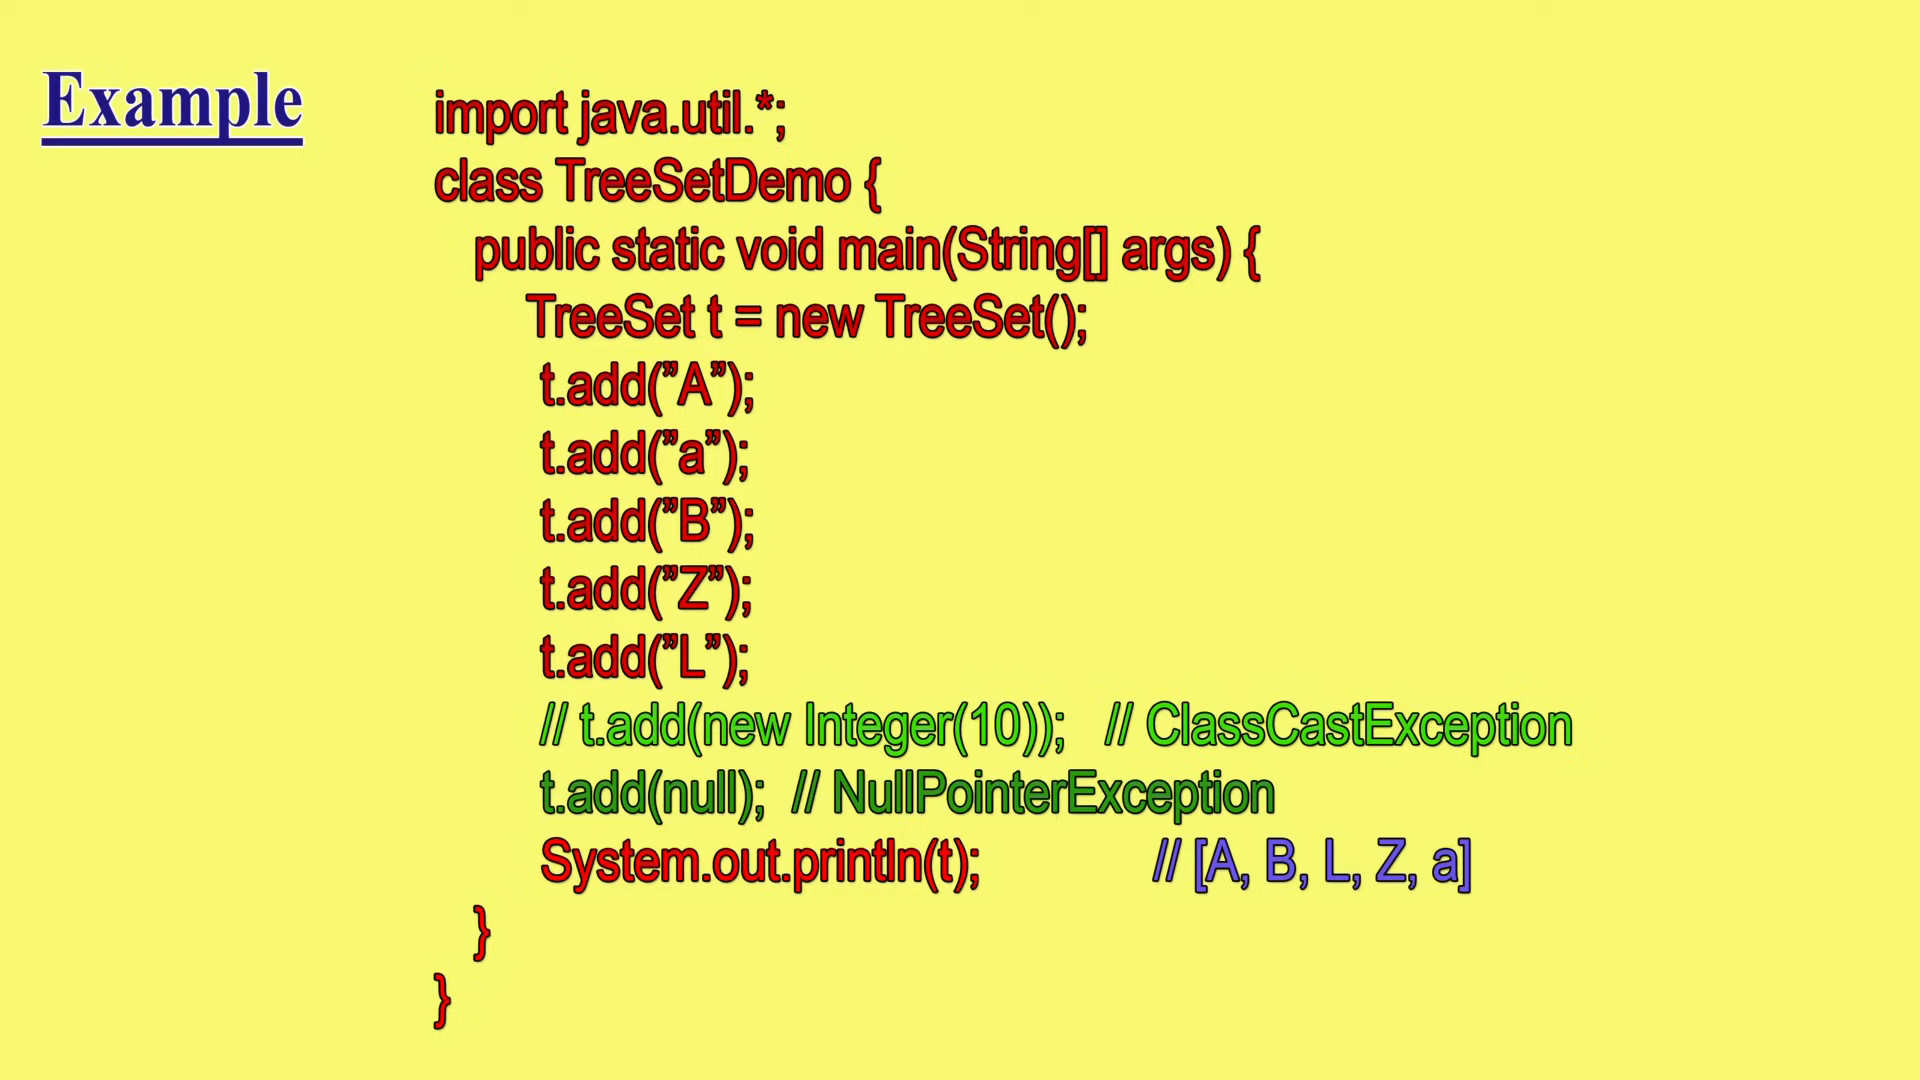 Example
import java.util.*;
class TreeSetDemo {
public static void main(String[] args) {
TreeSet t = new TreeSet();
t.add(”A”);
t.add(”a”);
t.add(”B”);
t.add(”Z”);
t.add(”L”);
// t.add(new Integer(10)); // ClassCastException
t.add(null); // NullPointerException
System.out.println(t); // [A, B, L, Z, a]
}
}